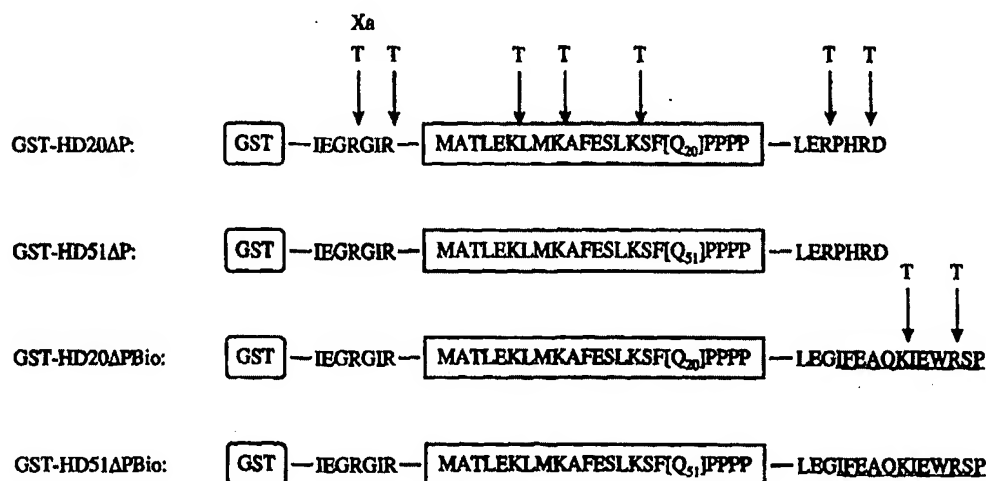 Xa
T T T T T T T
GST-HD20ΔP: GST IEGRGIR MATLEKLMKAFESLKSF[Q20]PPPP LERPHRD
GST-HD51ΔP: GST IEGRGIR MATLEKLMKAFESLKSF[Q51]PPPP LERPHRD
T T
GST-HD20ΔPBio: GST IEGRGIR MATLEKLMKAFESLKSF[Q20]PPPP LEGIFEAQKIEWRSP
GST-HD51ΔPBio: GST IEGRGIR MATLEKLMKAFESLKSF[Q51]PPPP LEGIFEAQKIEWRSP